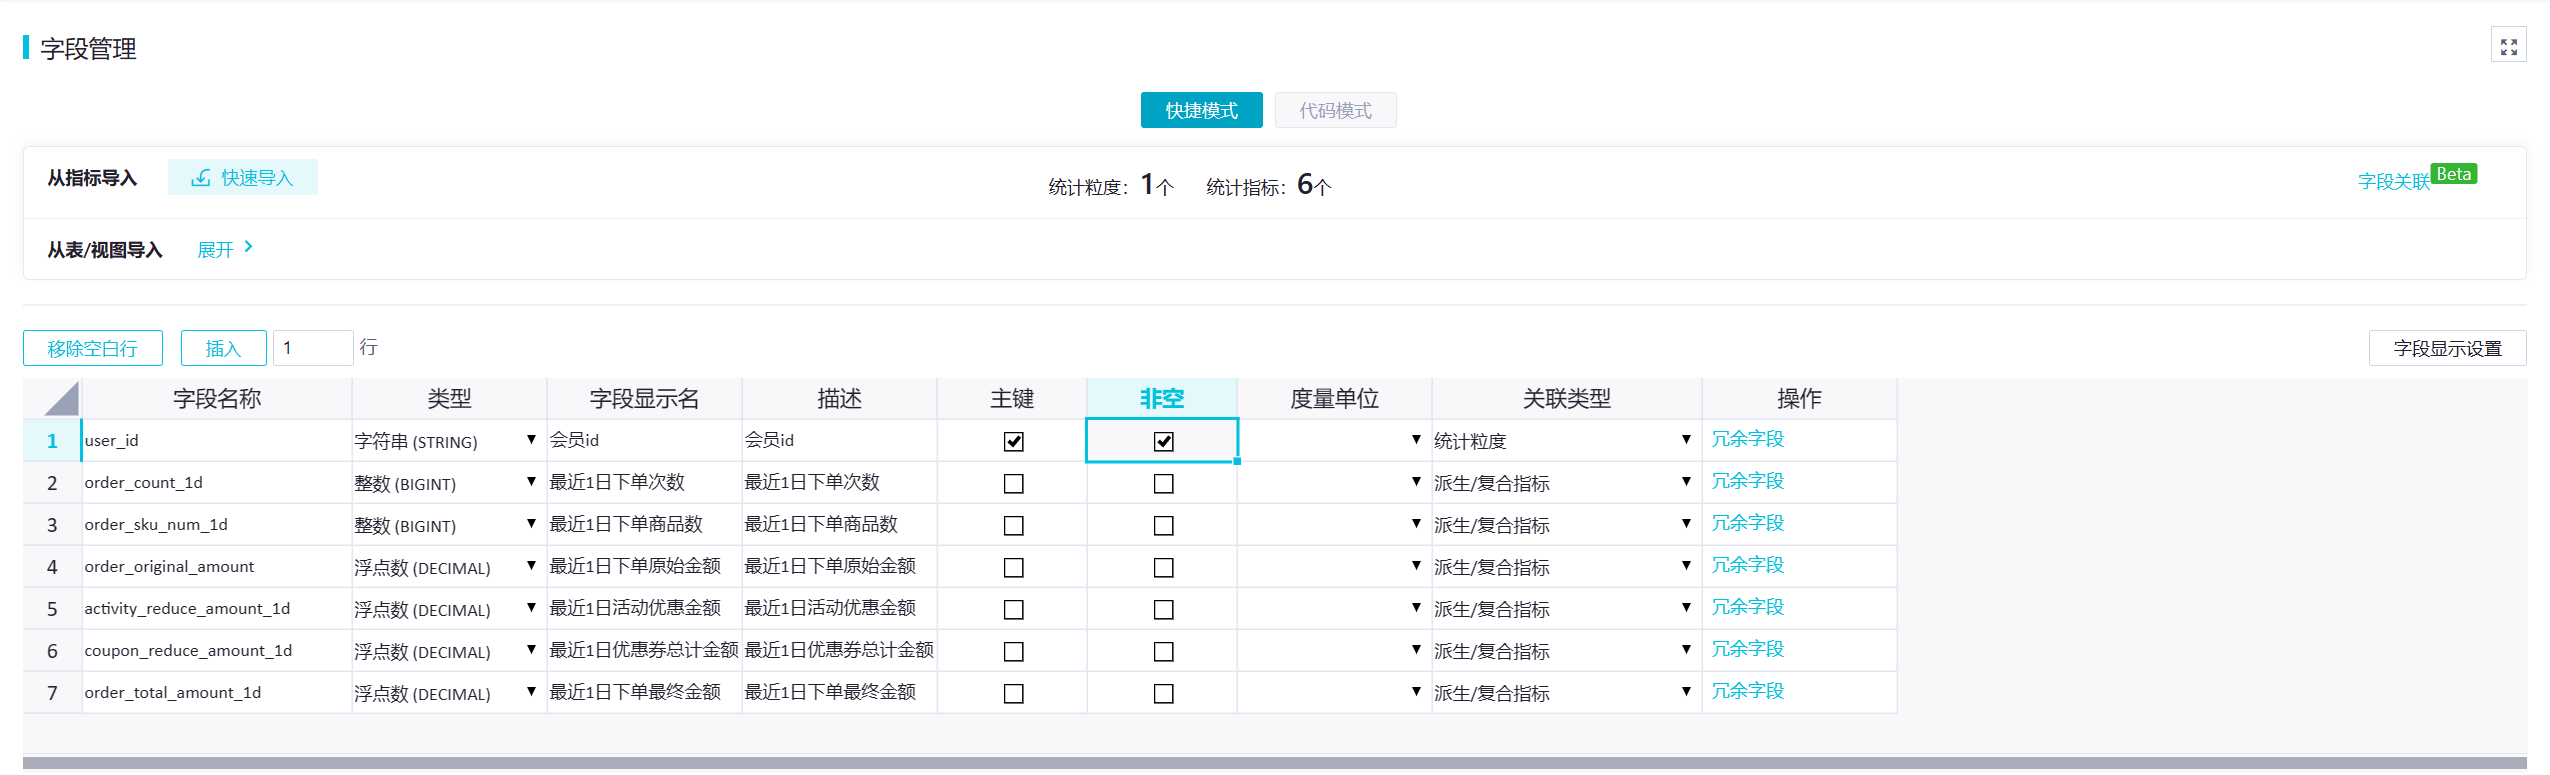 字段管理
快捷模式 代码模式
从指标导入 快速导入 统计粒度：1个 统计指标：6个 字段关联 Beta
从表/视图导入 展开
移除空白行 插入 1 行 字段显示设置
字段名称 类型 字段显示名 描述 主键 非空 度量单位 关联类型 操作
1 user_id 字符串 (STRING) 会员id 会员id 统计粒度 冗余字段
2 order_count_1d 整数 (BIGINT) 最近1日下单次数 最近1日下单次数 派生/复合指标 冗余字段
3 order_sku_num_1d 整数 (BIGINT) 最近1日下单商品数 最近1日下单商品数 派生/复合指标 冗余字段
4 order_original_amount 浮点数 (DECIMAL) 最近1日下单原始金额 最近1日下单原始金额 派生/复合指标 冗余字段
5 activity_reduce_amount_1d 浮点数 (DECIMAL) 最近1日活动优惠金额 最近1日活动优惠金额 派生/复合指标 冗余字段
6 coupon_reduce_amount_1d 浮点数 (DECIMAL) 最近1日优惠券总计金额 最近1日优惠券总计金额 派生/复合指标 冗余字段
7 order_total_amount_1d 浮点数 (DECIMAL) 最近1日下单最终金额 最近1日下单最终金额 派生/复合指标 冗余字段